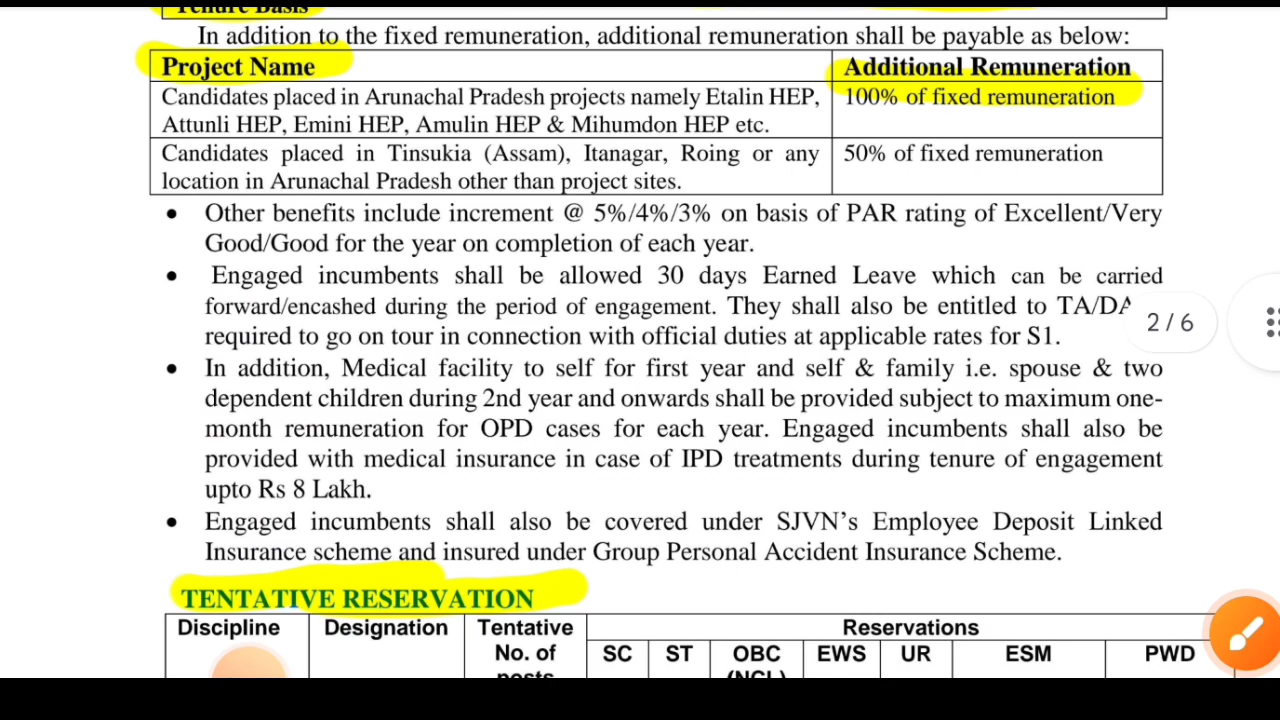 Tenure Basis
In addition to the fixed remuneration, additional remuneration shall be payable as below:
Project Name
Additional Remuneration
Candidates placed in Arunachal Pradesh projects namely Etalin HEP,
Attunli HEP, Emini HEP, Amulin HEP & Mihumdon HEP etc.
100% of fixed remuneration
Candidates placed in Tinsukia (Assam), Itanagar, Roing or any
location in Arunachal Pradesh other than project sites.
50% of fixed remuneration
• Other benefits include increment @ 5%/4%/3% on basis of PAR rating of Excellent/Very
Good/Good for the year on completion of each year.
• Engaged incumbents shall be allowed 30 days Earned Leave which can be carried
forward/encashed during the period of engagement. They shall also be entitled to TA/DA
required to go on tour in connection with official duties at applicable rates for S1.
2 / 6
• In addition, Medical facility to self for first year and self & family i.e. spouse & two
dependent children during 2nd year and onwards shall be provided subject to maximum one-
month remuneration for OPD cases for each year. Engaged incumbents shall also be
provided with medical insurance in case of IPD treatments during tenure of engagement
upto Rs 8 Lakh.
• Engaged incumbents shall also be covered under SJVN's Employee Deposit Linked
Insurance scheme and insured under Group Personal Accident Insurance Scheme.
TENTATIVE RESERVATION
Discipline
Designation
Tentative
No. of
posts
Reservations
SC
ST
OBC
(NCL)
EWS
UR
ESM
PWD